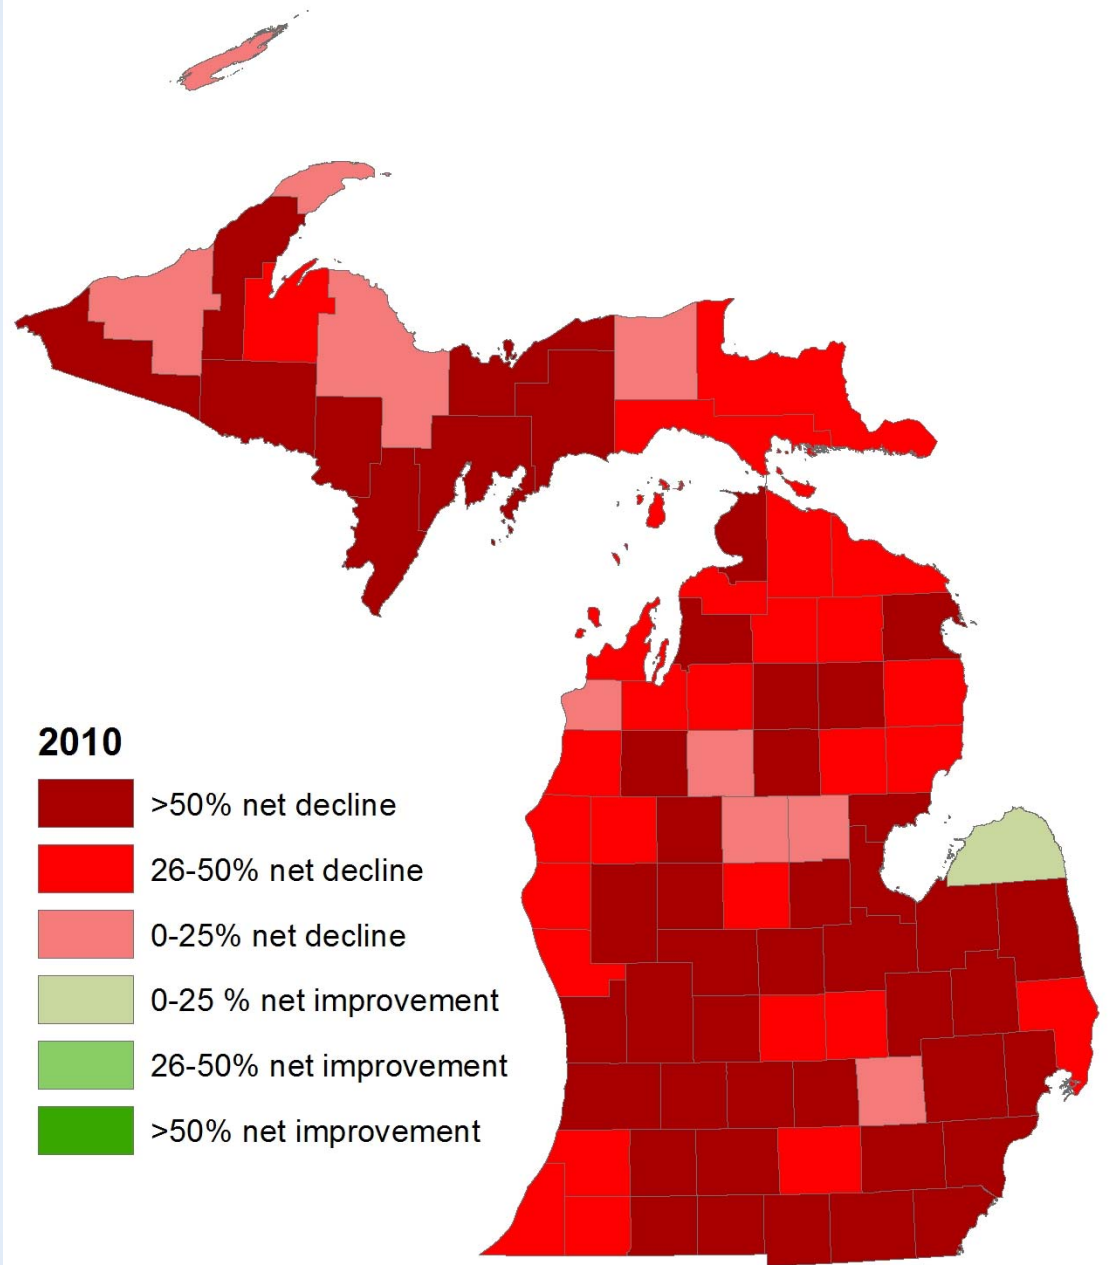 2010
>50% net decline
26-50% net decline
0-25% net decline
0-25 % net improvement
26-50% net improvement
>50% net improvement